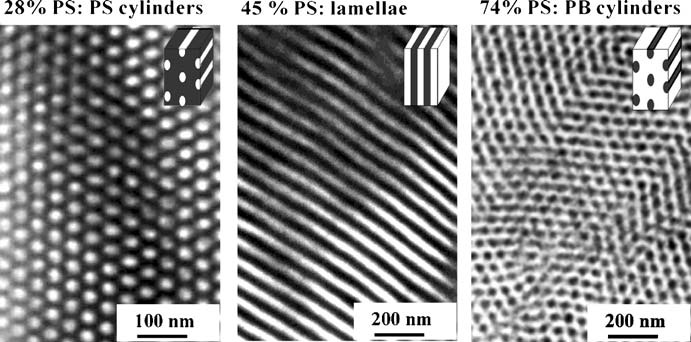 28% PS: PS cylinders
45 % PS: lamellae
74% PS: PB cylinders
100 nm
200 nm
200 nm